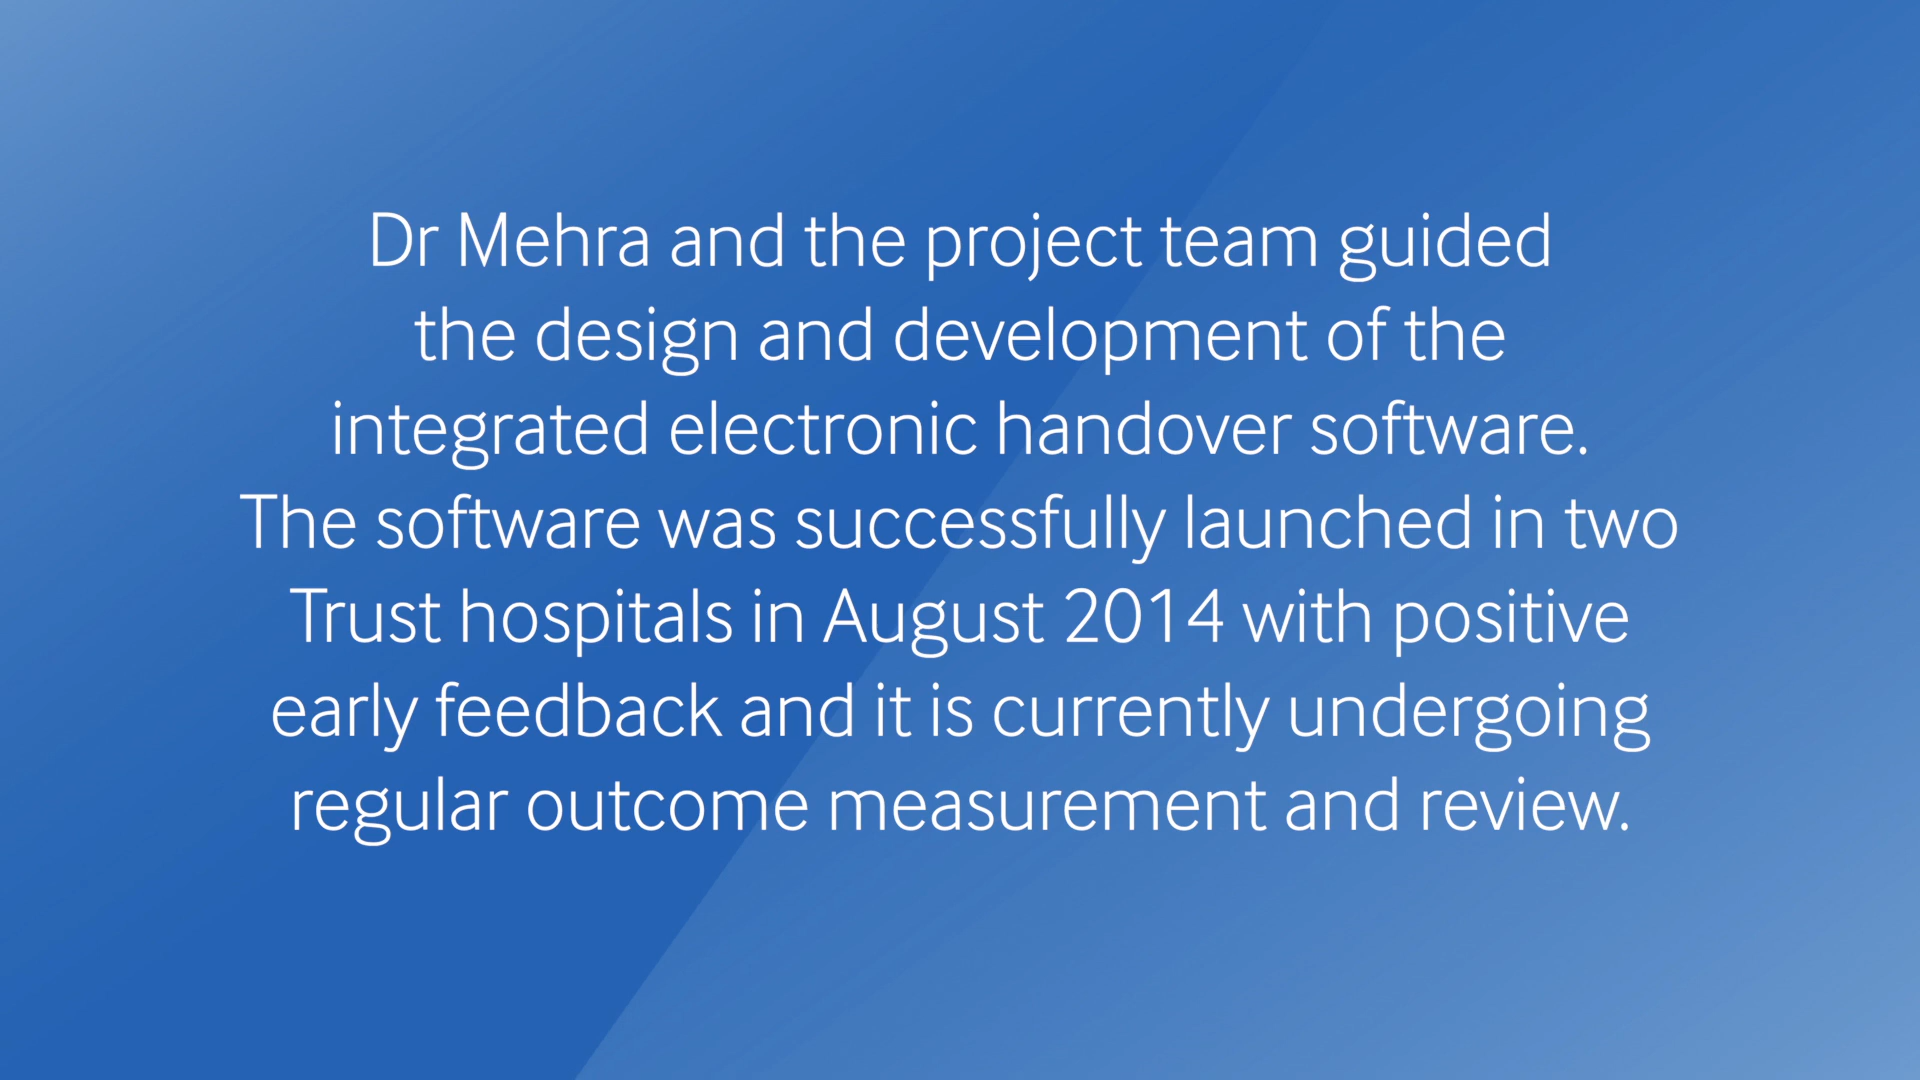 Dr Mehra and the project team guided
the design and development of the
integrated electronic handover software.
The software was successfully launched in two
Trust hospitals in August 2014 with positive
early feedback and it is currently undergoing
regular outcome measurement and review.